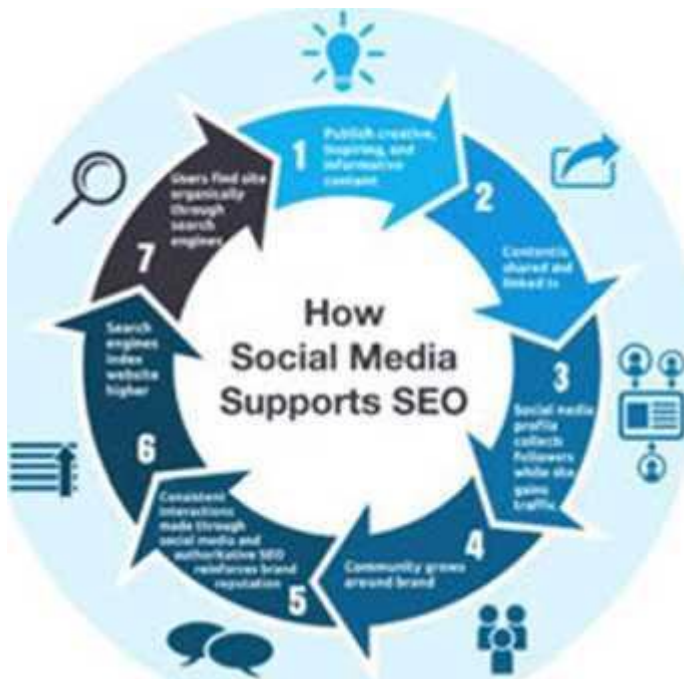 How
Social Media
Supports SEO
1
Publish creative,
inspiring, and
informative
content
2
Content is
shared and
linked to
3
Social media
profile
collects
followers
while site
gains
traffic
4
Community grows
around brand
5
Consistent
interactions
made through
social media and
authoritative SEO
reinforces brand
reputation
6
Search
engines
index
website
higher
7
Users find site
organically
through
search
engines